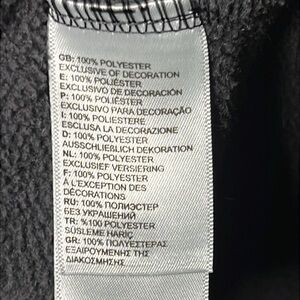 GB: 100% POLYESTER
EXCLUSIVE OF DECORATION
E: 100% POLIÉSTER
EXCLUSIVO DE DECORACIÓN
P: 100% POLIÉSTER
EXCLUSIVO PARA DECORAÇÃO
I: 100% POLIESTERE
ESCLUSA LA DECORAZIONE
D: 100% POLYESTER
AUSSCHLIEßLICH DEKORATION
NL: 100% POLYESTER
EXCLUSIEF VERSIERING
F: 100% POLYESTER
À L'EXCEPTION DES
DÉCORATIONS
RU: 100% ПОЛИЭСТЕР
БЕЗ УКРАШЕНИЙ
TR: %100 POLYESTER
SÜSLEME HARİÇ
GR: 100% ΠΟΛΥΕΣΤΕΡΑΣ
ΕΞΑΙΡΟΥΜΕΝΗΣ ΤΗΣ
ΔΙΑΚΟΣΜΗΣΗΣ